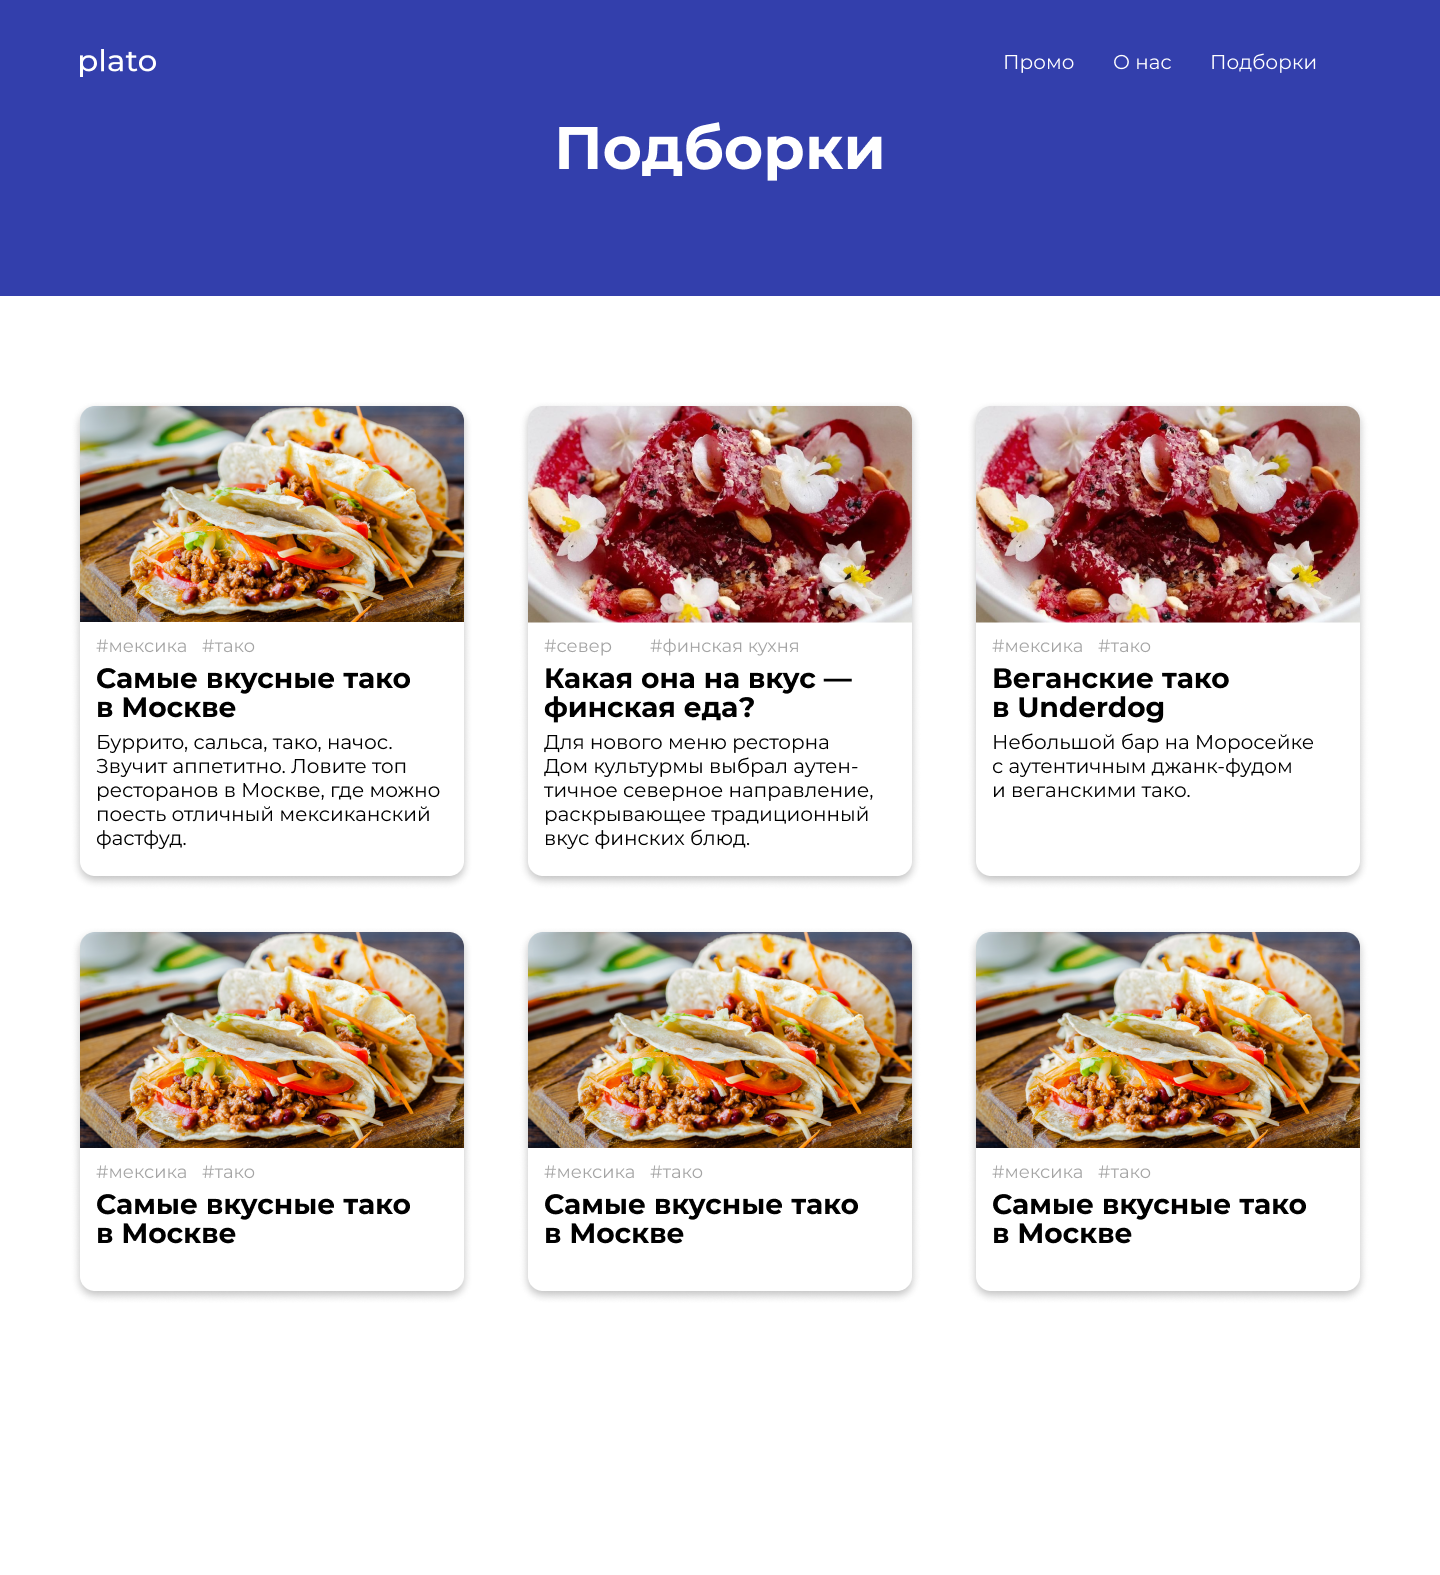 plato
Промо
О нас
Подборки
Подборки
#мексика #тако
Самые вкусные тако
в Москве
Буррито, сальса, тако, начос.
Звучит аппетитно. Ловите топ
ресторанов в Москве, где можно
поесть отличный мексиканский
фастфуд.
#север #финская кухня
Какая она на вкус —
финская еда?
Для нового меню ресторна
Дом культурмы выбрал аутен-
тичное северное направление,
раскрывающее традиционный
вкус финских блюд.
#мексика #тако
Веганские тако
в Underdog
Небольшой бар на Моросейке
с аутентичным джанк-фудом
и веганскими тако.
#мексика #тако
Самые вкусные тако
в Москве
#мексика #тако
Самые вкусные тако
в Москве
#мексика #тако
Самые вкусные тако
в Москве